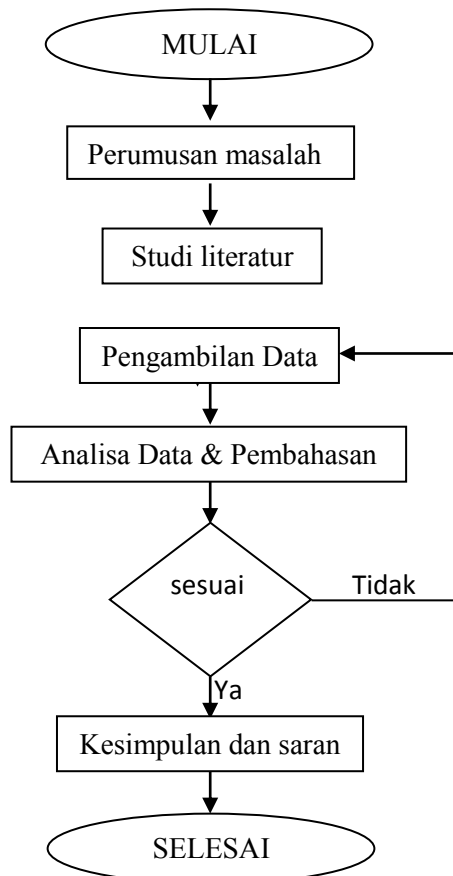 MULAI
Perumusan masalah
Studi literatur
Pengambilan Data
Analisa Data & Pembahasan
sesuai
Tidak
Ya
Kesimpulan dan saran
SELESAI